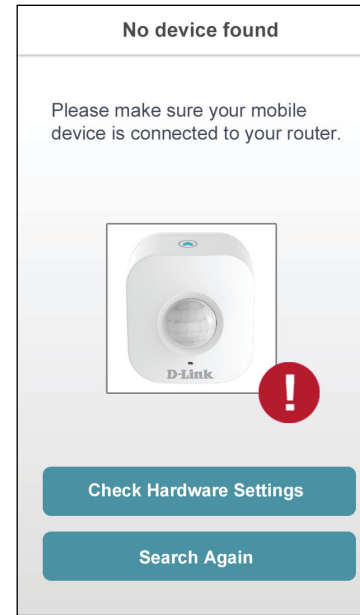 No device found
Please make sure your mobile
device is connected to your router.
D-Link
!
Check Hardware Settings
Search Again